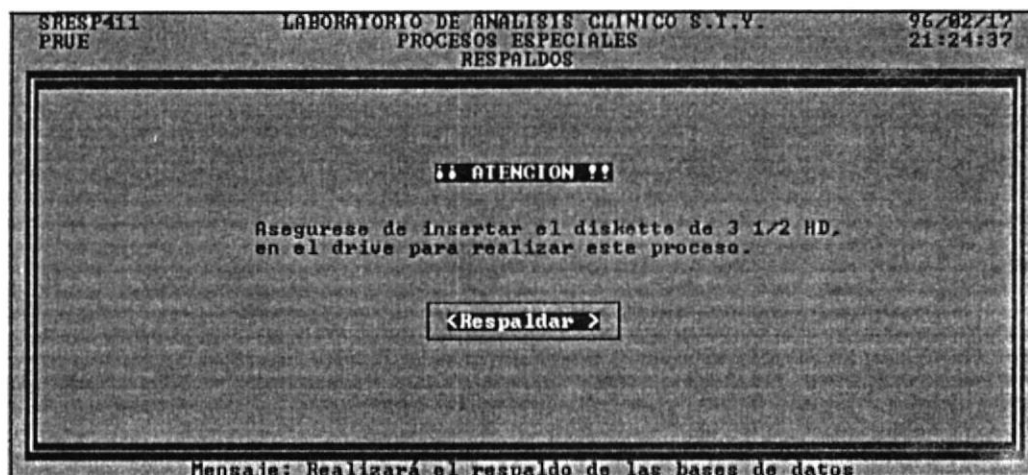 SRESP411 LABORATORIO DE ANALISIS CLINICO S.T.Y. 96/02/17
PRUE PROCESOS ESPECIALES 21:24:37
RESPALDOS
¡¡ ATENCION !!
Asegurese de insertar el diskette de 3 1/2 HD,
en el drive para realizar este proceso.
<Respaldar >
Mensaje: Realizará el respaldo de las bases de datos